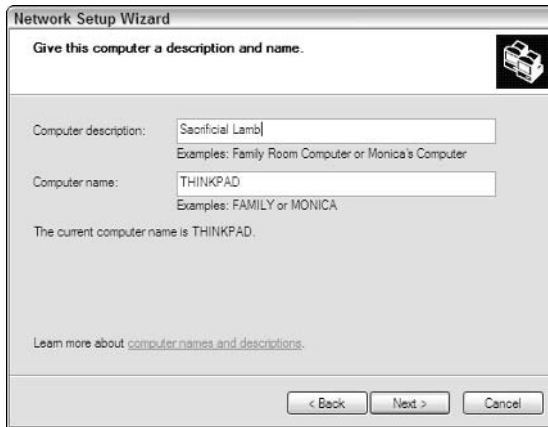 Network Setup Wizard
Give this computer a description and name.
Computer description: Sacrificial Lamb
Examples: Family Room Computer or Monica's Computer
Computer name: THINKPAD
Examples: FAMILY or MONICA
The current computer name is THINKPAD.
Learn more about computer names and descriptions.
< Back Next > Cancel